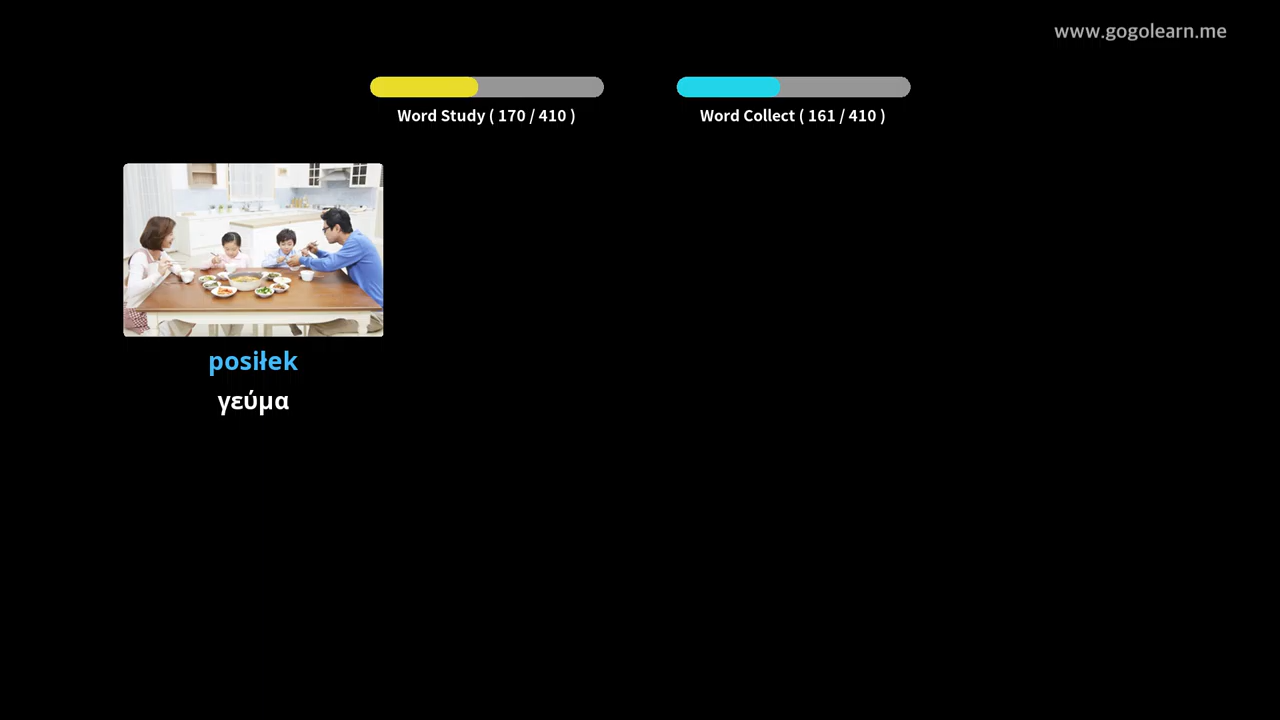 www.gogolearn.me
Word Study ( 170 / 410 )
Word Collect ( 161 / 410 )
posiłek
γεύμα